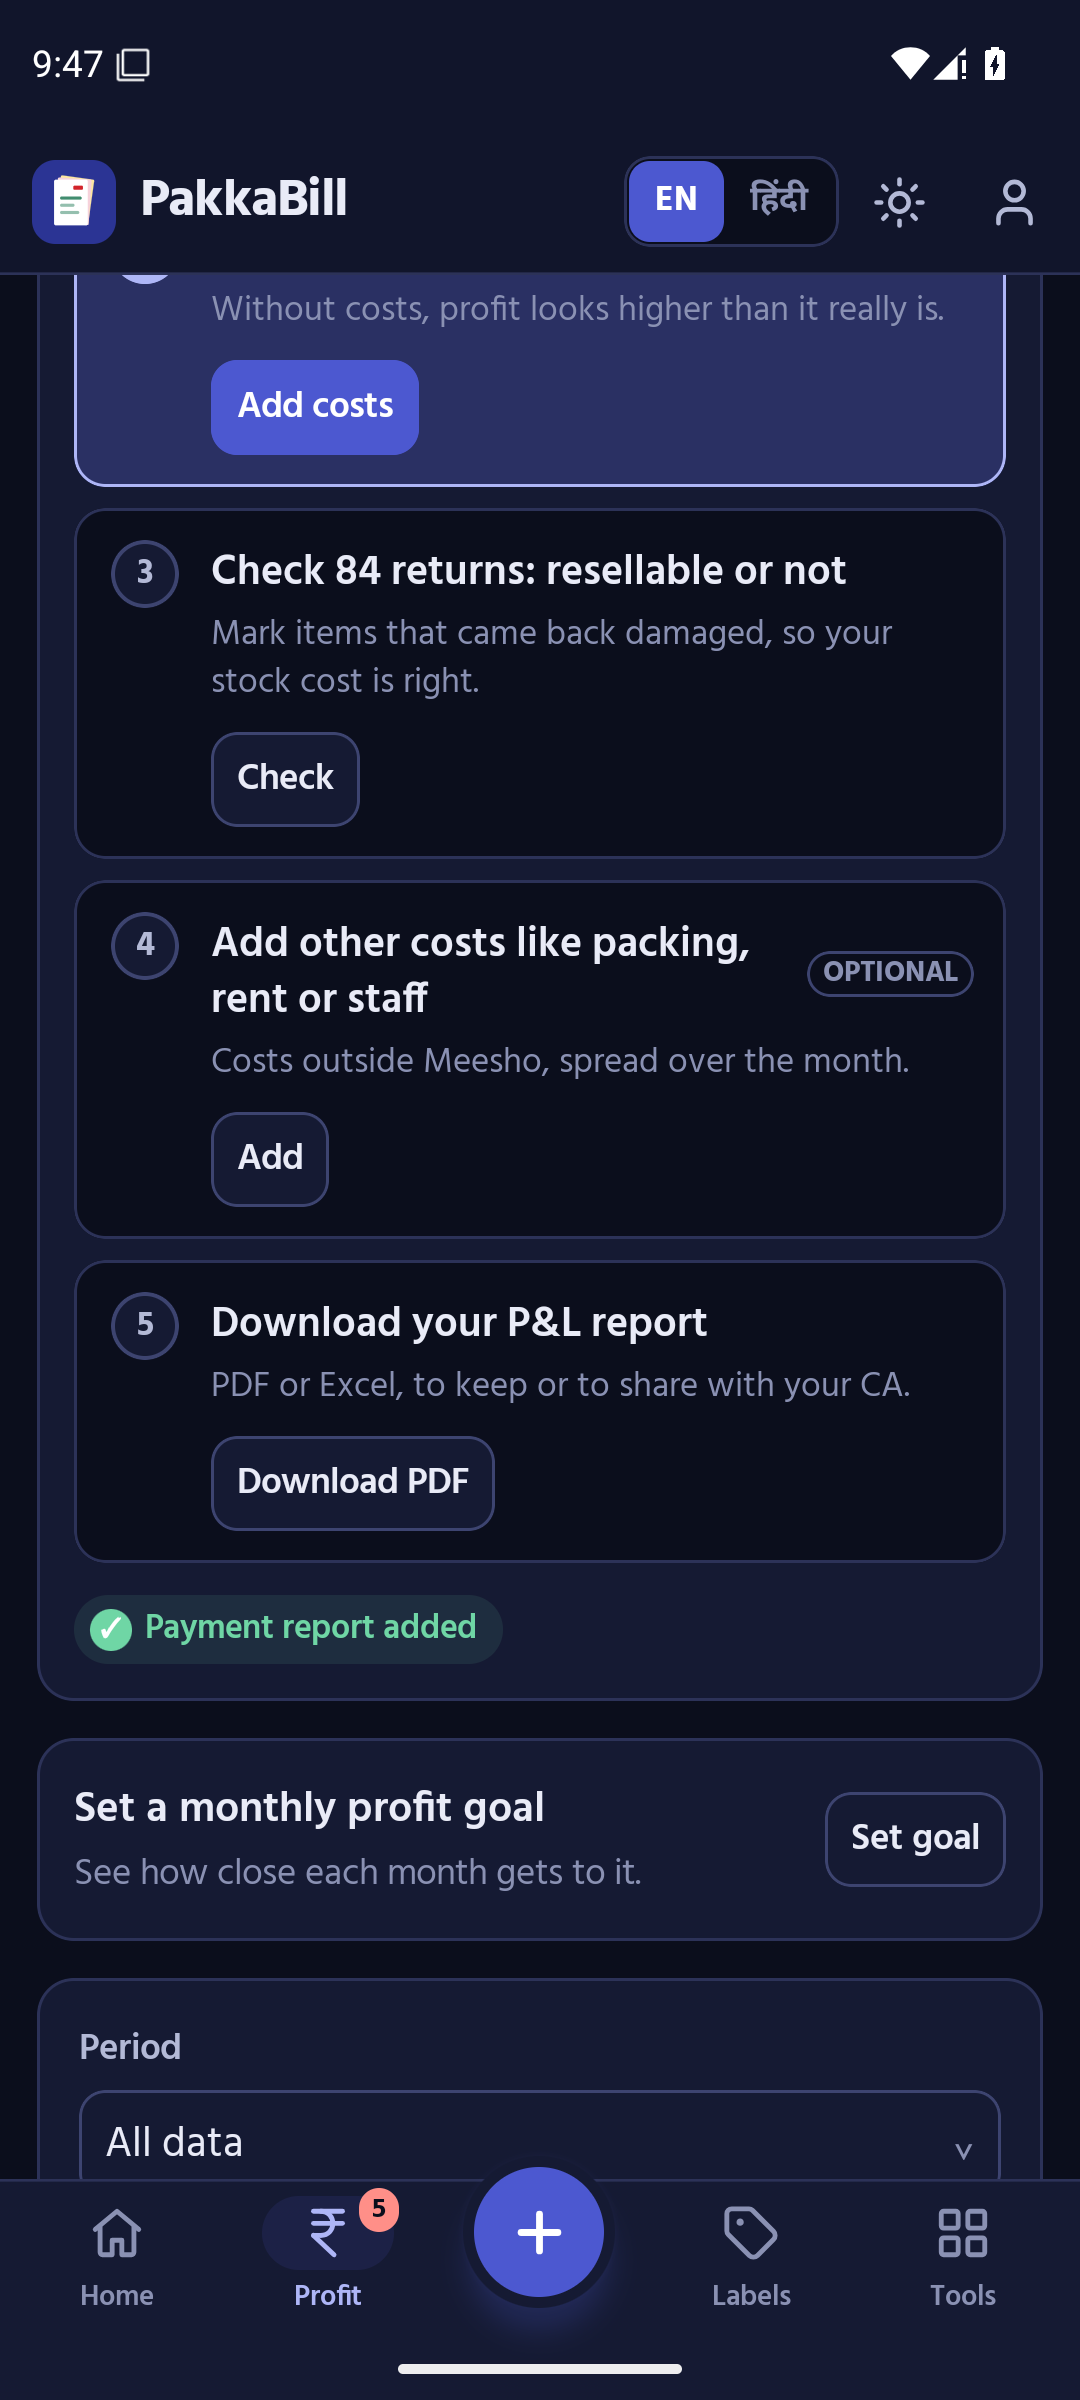 9:47
PakkaBill
EN
हिंदी
Without costs, profit looks higher than it really is.
Add costs
3
Check 84 returns: resellable or not
Mark items that came back damaged, so your
stock cost is right.
Check
4
Add other costs like packing,
rent or staff
OPTIONAL
Costs outside Meesho, spread over the month.
Add
5
Download your P&L report
PDF or Excel, to keep or to share with your CA.
Download PDF
Payment report added
Set a monthly profit goal
See how close each month gets to it.
Set goal
Period
All data
5
Home
Profit
Labels
Tools